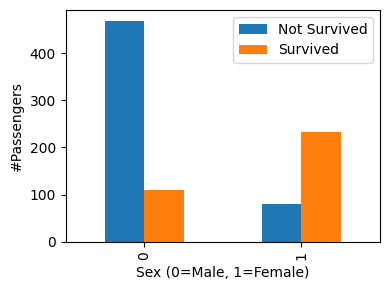 Not Survived
Survived
#Passengers
400
300
200
100
0
0
1
Sex (0=Male, 1=Female)